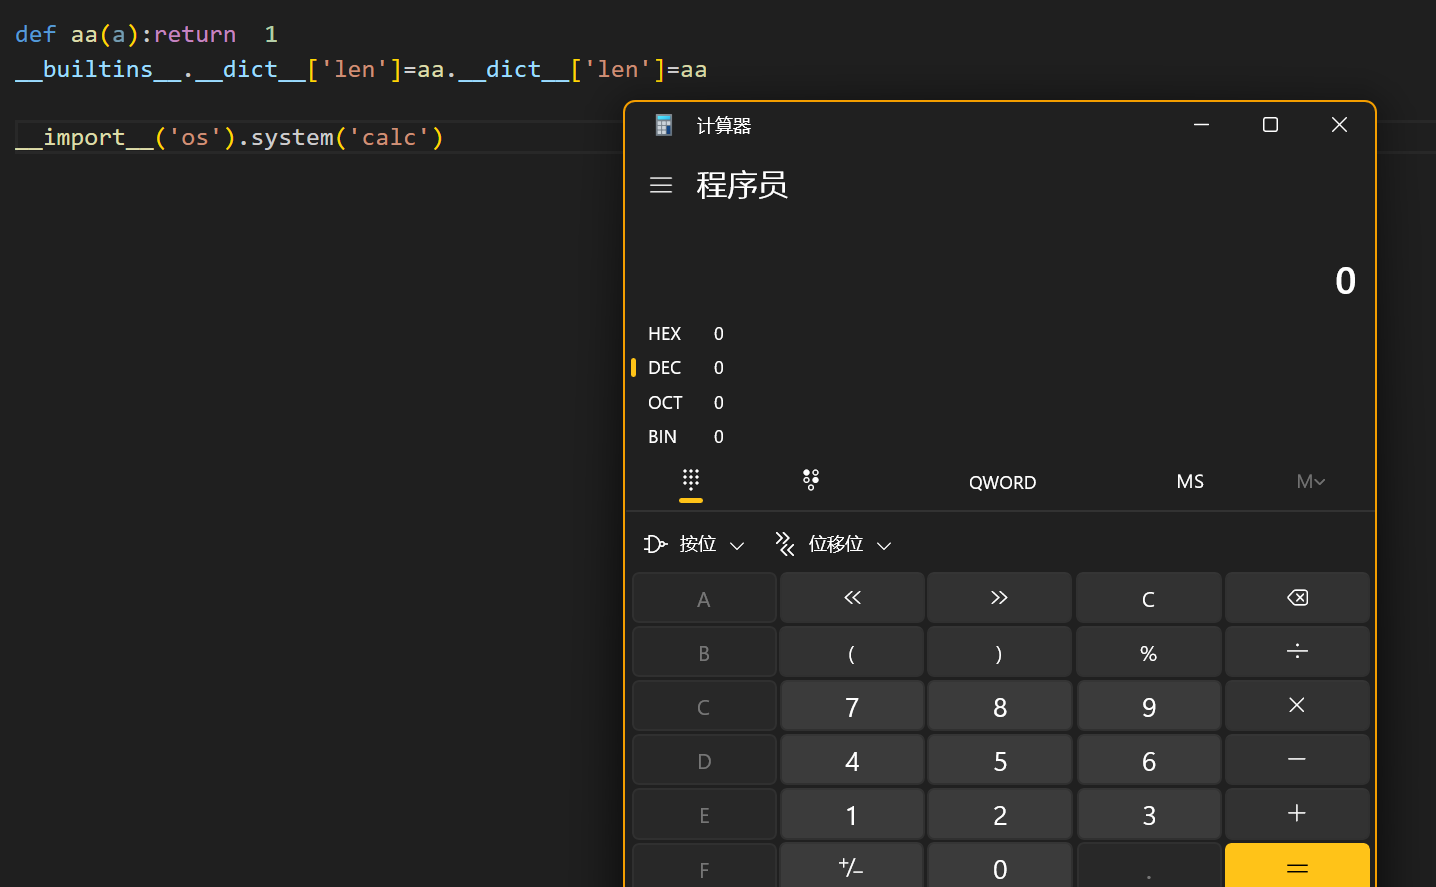 def aa(a):return  1
__builtins__.__dict__['len']=aa.__dict__['len']=aa
__import__('os').system('calc')
计算器
程序员
0
HEX 0
DEC 0
OCT 0
BIN 0
QWORD MS M
按位 位移位
A « » C
B ( ) % ÷
C 7 8 9 ×
D 4 5 6 −
E 1 2 3 +
F +/− 0 . =